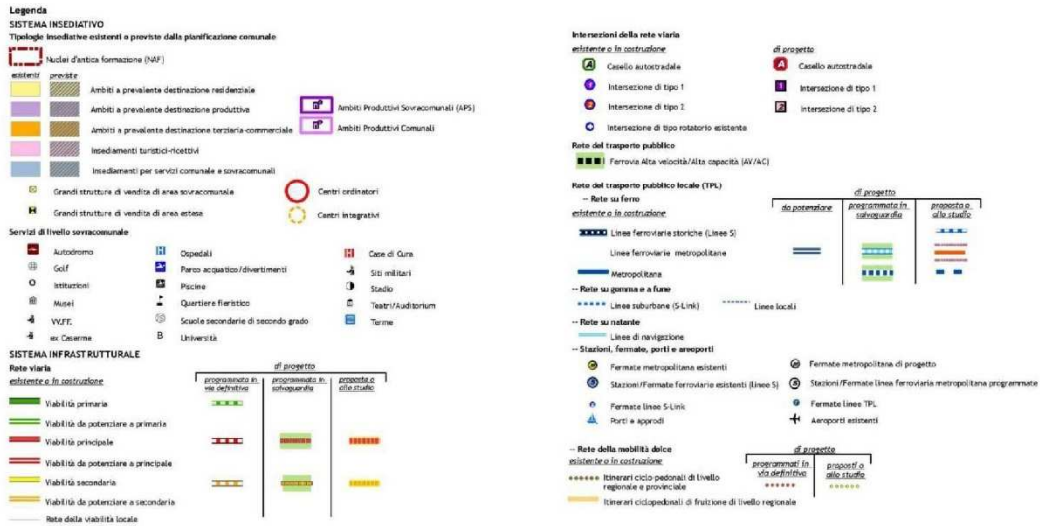 Legenda
SISTEMA INSEDIATIVO
Tipologie insediative esistenti o previste dalla pianificazione comunale
Nuclei d'antica formazione (NAF)
esistenti previste
Ambiti a prevalente destinazione residenziale
Ambiti a prevalente destinazione produttiva
Ambiti a prevalente destinazione terziaria-commerciale
Insediamenti turistici-ricettivi
Insediamenti per servizi comunale e sovracomunali
Ambiti Produttivi Sovracomunali (APS)
Ambiti Produttivi Comunali
Grandi strutture di vendita di area sovracomunale
Grandi strutture di vendita di area estesa
Centri ordinatori
Centri integrativi
Servizi di livello sovracomunale
Autodromo
Golf
Istituzioni
Musei
VV.FF.
ex Caserme
Ospedali
Parco acquatico/divertimenti
Piscine
Quartiere fieristico
Scuole secondarie di secondo grado
B Università
Case di Cura
Siti militari
Stadio
Teatri/Auditorium
Terme
SISTEMA INFRASTRUTTURALE
Rete viaria
esistente o in costruzione
di progetto
programmata in via definitiva
programmata in salvaguardia
proposta o allo studio
Viabilità primaria
Viabilità da potenziare a primaria
Viabilità principale
Viabilità da potenziare a principale
Viabilità secondaria
Viabilità da potenziare a secondaria
Rete della viabilità locale
Intersezioni della rete viaria
esistente o in costruzione
di progetto
A Casello autostradale
A Casello autostradale
1 Intersezione di tipo 1
1 Intersezione di tipo 1
2 Intersezione di tipo 2
2 Intersezione di tipo 2
Intersezione di tipo rotatorio esistente
Rete del trasporto pubblico
Ferrovia Alta velocità/Alta capacità (AV/AC)
Rete del trasporto pubblico locale (TPL)
-- Rete su ferro
esistente o in costruzione
di progetto
da potenziare
programmata in salvaguardia
proposta o allo studio
Linee ferroviarie storiche (Linee S)
Linee ferroviarie metropolitane
Metropolitana
-- Rete su gomma e a fune
Linee suburbane (S-Link)
Linee locali
-- Rete su natante
Linee di navigazione
-- Stazioni, fermate, porti e areoporti
Fermate metropolitana esistenti
Fermate metropolitana di progetto
Stazioni/Fermate ferroviarie esistenti (linee S)
Stazioni/Fermate linea ferroviaria metropolitana programmate
Fermate linee S-Link
Fermate linee TPL
Porti e approdi
Aeroporti esistenti
-- Rete della mobilità dolce
esistente o in costruzione
di progetto
programmati in via definitiva
proposti o allo studio
Itinerari ciclo-pedonali di livello
regionale e provinciale
Itinerari ciclopedonali di fruizione di livello regionale